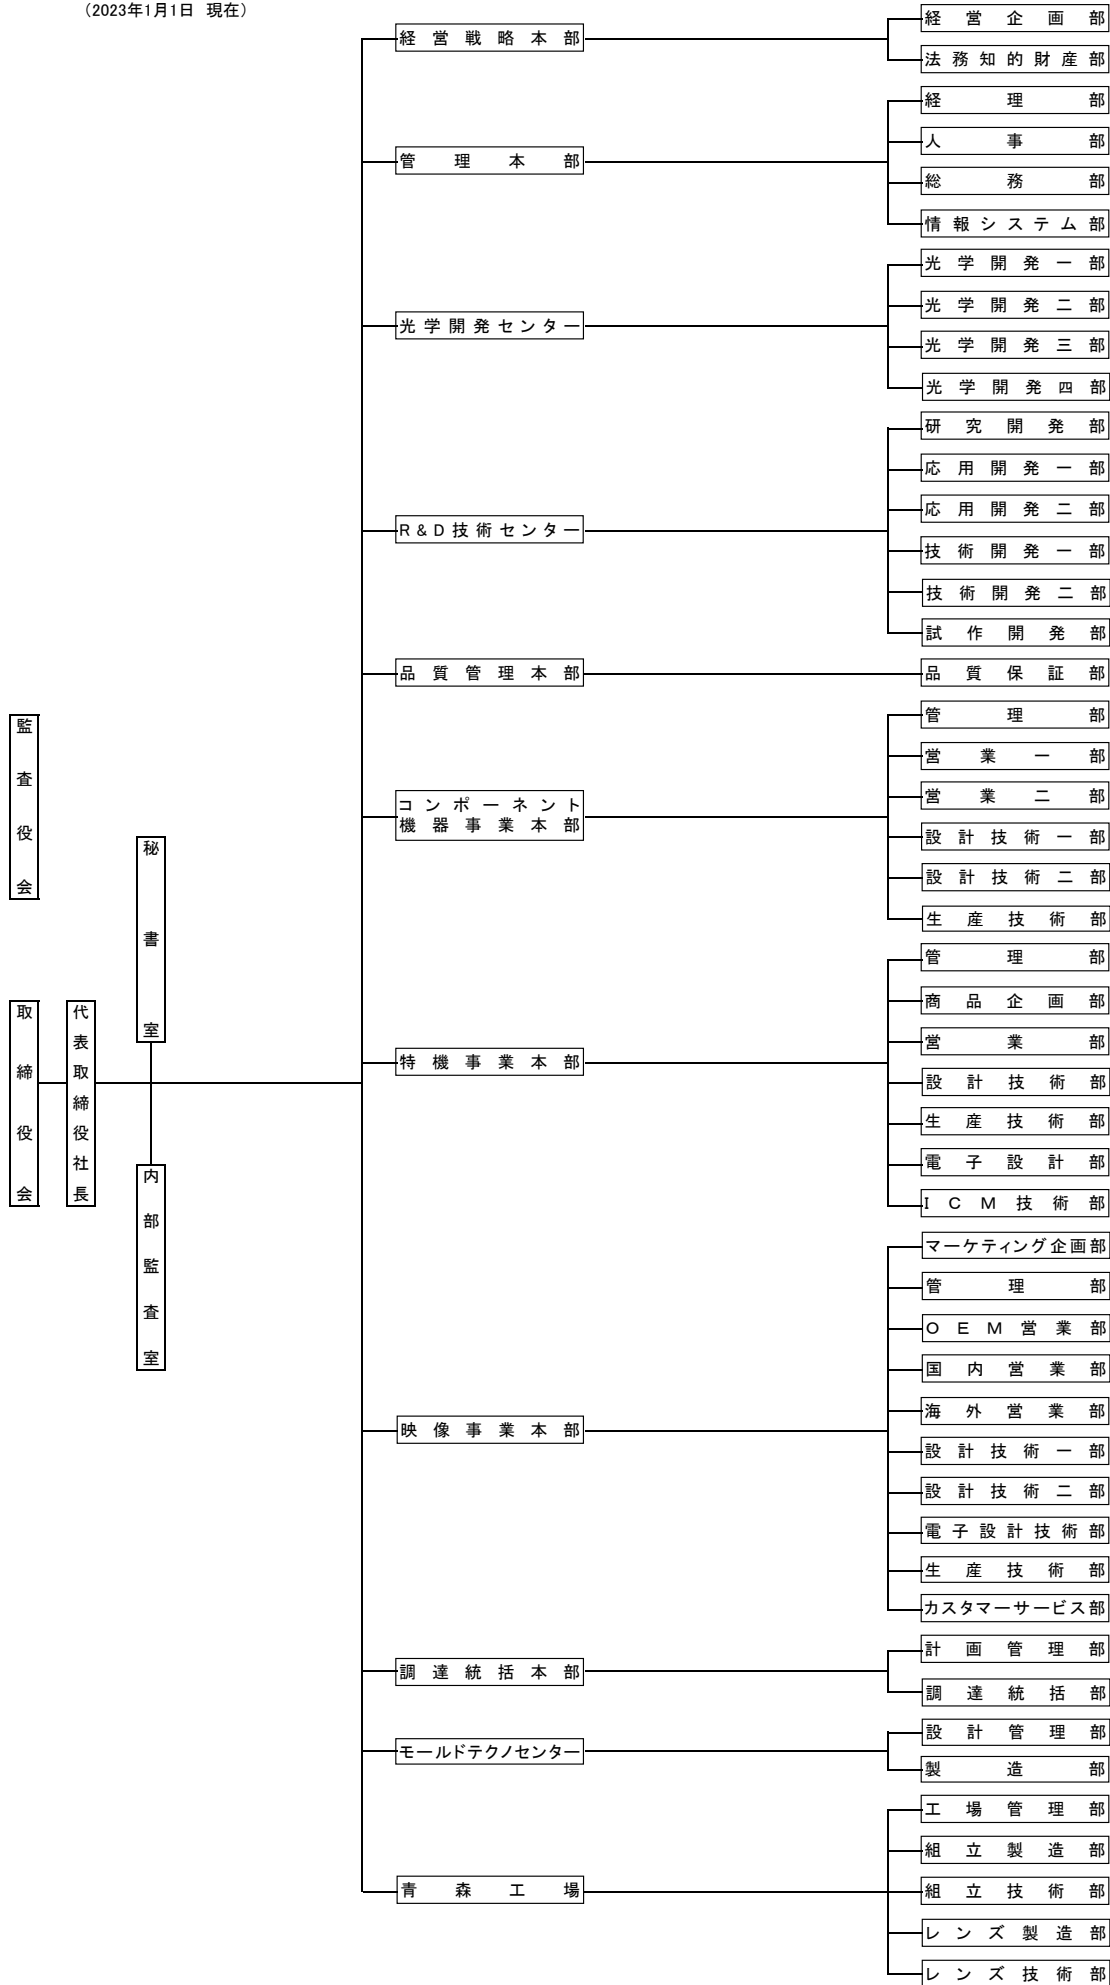 （2023年1月1日 現在）
監査役会
取締役会
代表取締役社長
秘書室
内部監査室
経営戦略本部
経営企画部
法務知的財産部
管理本部
経理部
人事部
総務部
情報システム部
光学開発センター
光学開発一部
光学開発二部
光学開発三部
光学開発四部
R＆D技術センター
研究開発部
応用開発一部
応用開発二部
技術開発一部
技術開発二部
試作開発部
品質管理本部
品質保証部
コンポーネント
機器事業本部
管理部
営業一部
営業二部
設計技術一部
設計技術二部
生産技術部
特機事業本部
管理部
商品企画部
営業部
設計技術部
生産技術部
電子設計部
ICM技術部
映像事業本部
マーケティング企画部
管理部
OEM営業部
国内営業部
海外営業部
設計技術一部
設計技術二部
電子設計技術部
生産技術部
カスタマーサービス部
調達統括本部
計画管理部
調達統括部
モールドテクノセンター
設計管理部
製造部
青森工場
工場管理部
組立製造部
組立技術部
レンズ製造部
レンズ技術部